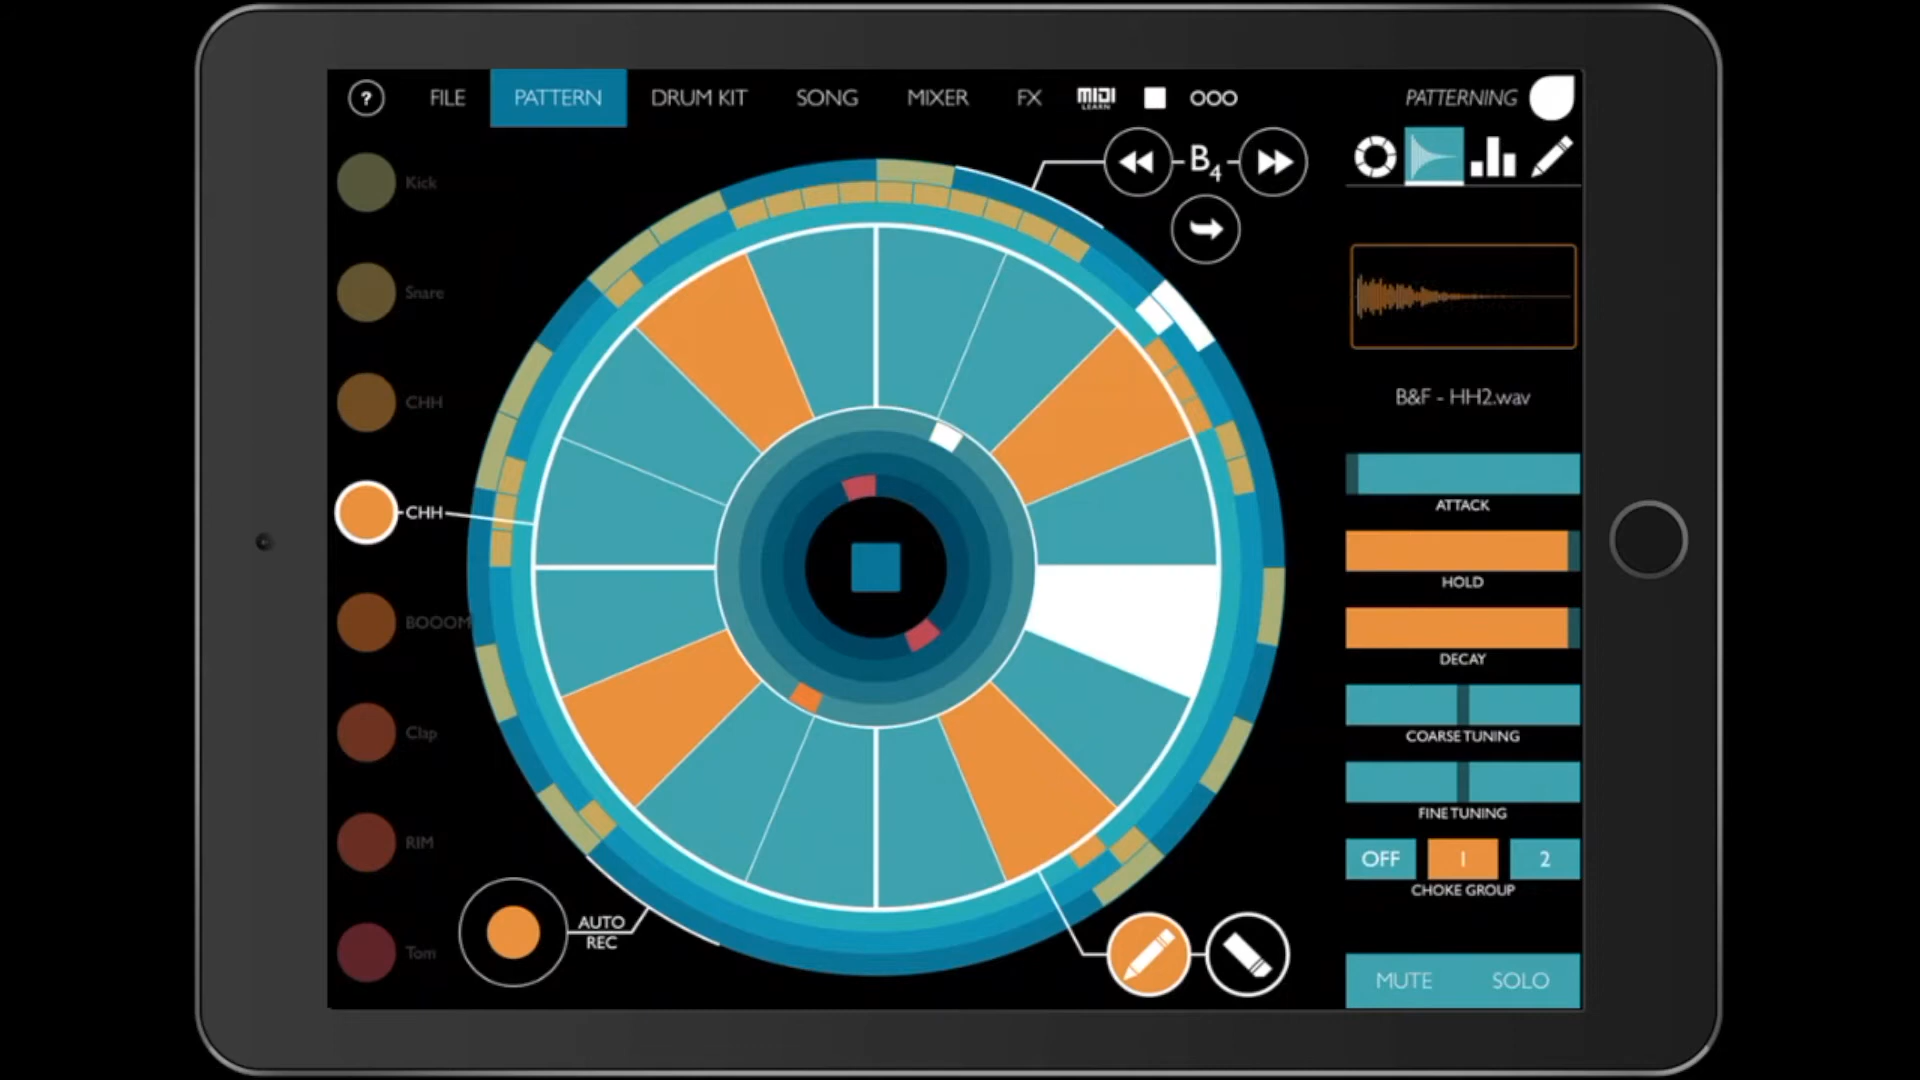 ?
FILE
PATTERN
DRUM KIT
SONG
MIXER
FX
MIDI
LEARN
PATTERNING
B4
Kick
Snare
CHH
CHH
BOOOM
Clap
RIM
Tom
AUTO
REC
B&F - HH2.wav
ATTACK
HOLD
DECAY
COARSE TUNING
FINE TUNING
OFF 1 2
CHOKE GROUP
MUTE SOLO